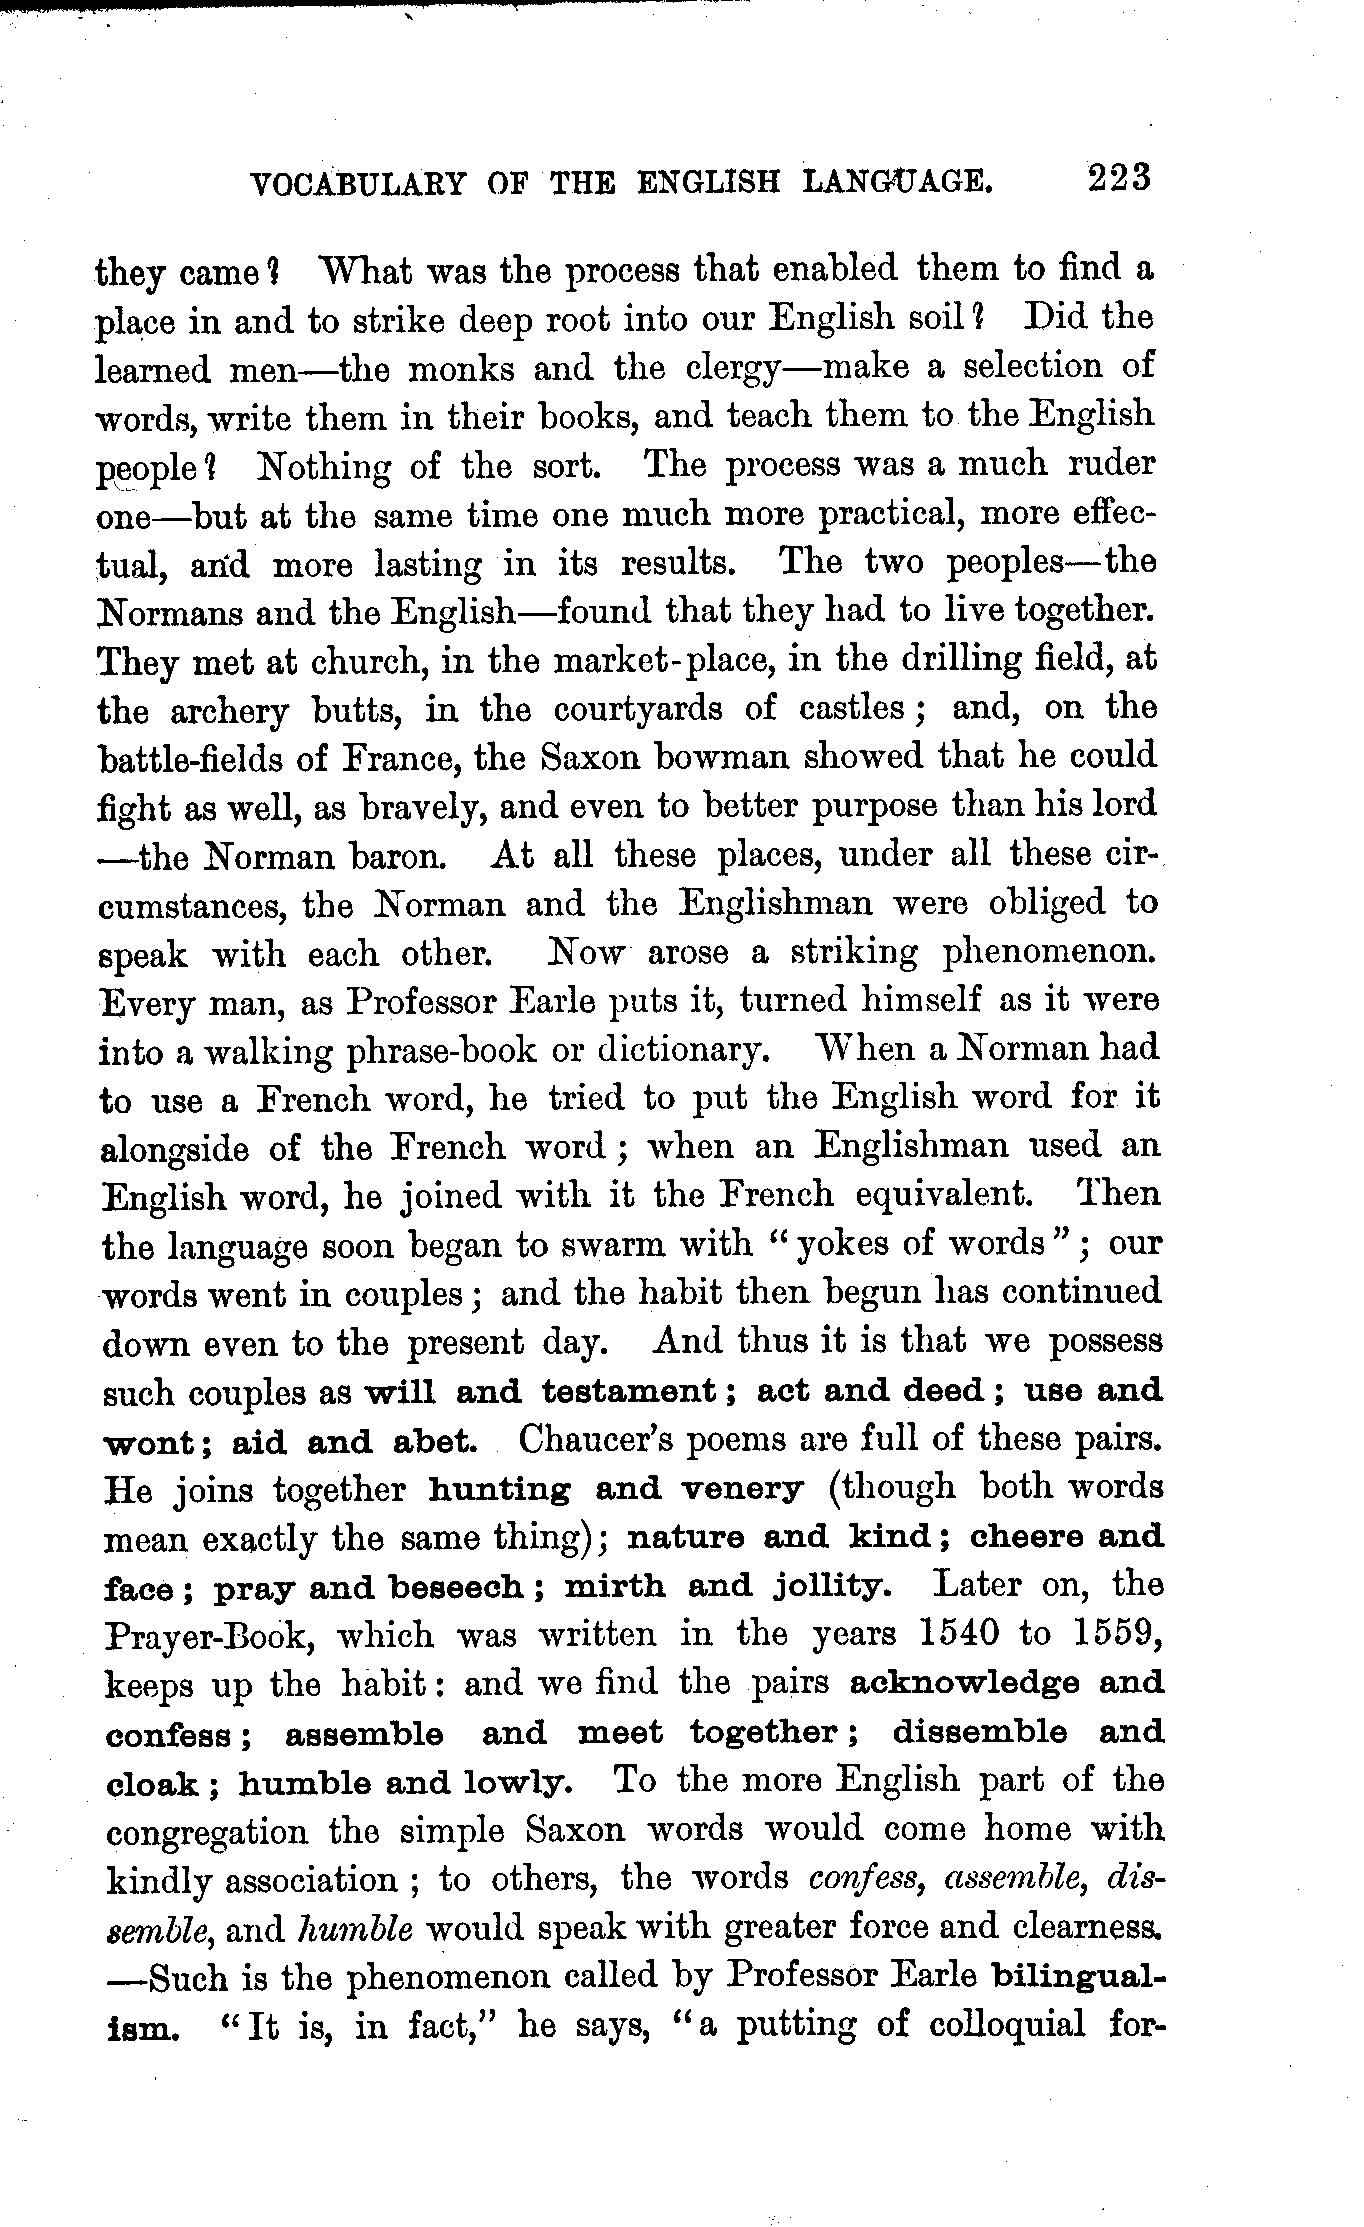 VOCABULARY OF THE ENGLISH LANGUAGE. 223
they came? What was the process that enabled them to find a
place in and to strike deep root into our English soil? Did the
learned men—the monks and the clergy—make a selection of
words, write them in their books, and teach them to the English
people? Nothing of the sort. The process was a much ruder
one—but at the same time one much more practical, more effec-
tual, and more lasting in its results. The two peoples—the
Normans and the English—found that they had to live together.
They met at church, in the market-place, in the drilling field, at
the archery butts, in the courtyards of castles; and, on the
battle-fields of France, the Saxon bowman showed that he could
fight as well, as bravely, and even to better purpose than his lord
—the Norman baron. At all these places, under all these cir-
cumstances, the Norman and the Englishman were obliged to
speak with each other. Now arose a striking phenomenon.
Every man, as Professor Earle puts it, turned himself as it were
into a walking phrase-book or dictionary. When a Norman had
to use a French word, he tried to put the English word for it
alongside of the French word; when an Englishman used an
English word, he joined with it the French equivalent. Then
the language soon began to swarm with "yokes of words"; our
words went in couples; and the habit then begun has continued
down even to the present day. And thus it is that we possess
such couples as will and testament; act and deed; use and
wont; aid and abet. Chaucer's poems are full of these pairs.
He joins together hunting and venery (though both words
mean exactly the same thing); nature and kind; cheere and
face; pray and beseech; mirth and jollity. Later on, the
Prayer-Book, which was written in the years 1540 to 1559,
keeps up the habit: and we find the pairs acknowledge and
confess; assemble and meet together; dissemble and
cloak; humble and lowly. To the more English part of the
congregation the simple Saxon words would come home with
kindly association; to others, the words confess, assemble, dis-
semble, and humble would speak with greater force and clearness.
—Such is the phenomenon called by Professor Earle bilingual-
ism. "It is, in fact," he says, "a putting of colloquial for-